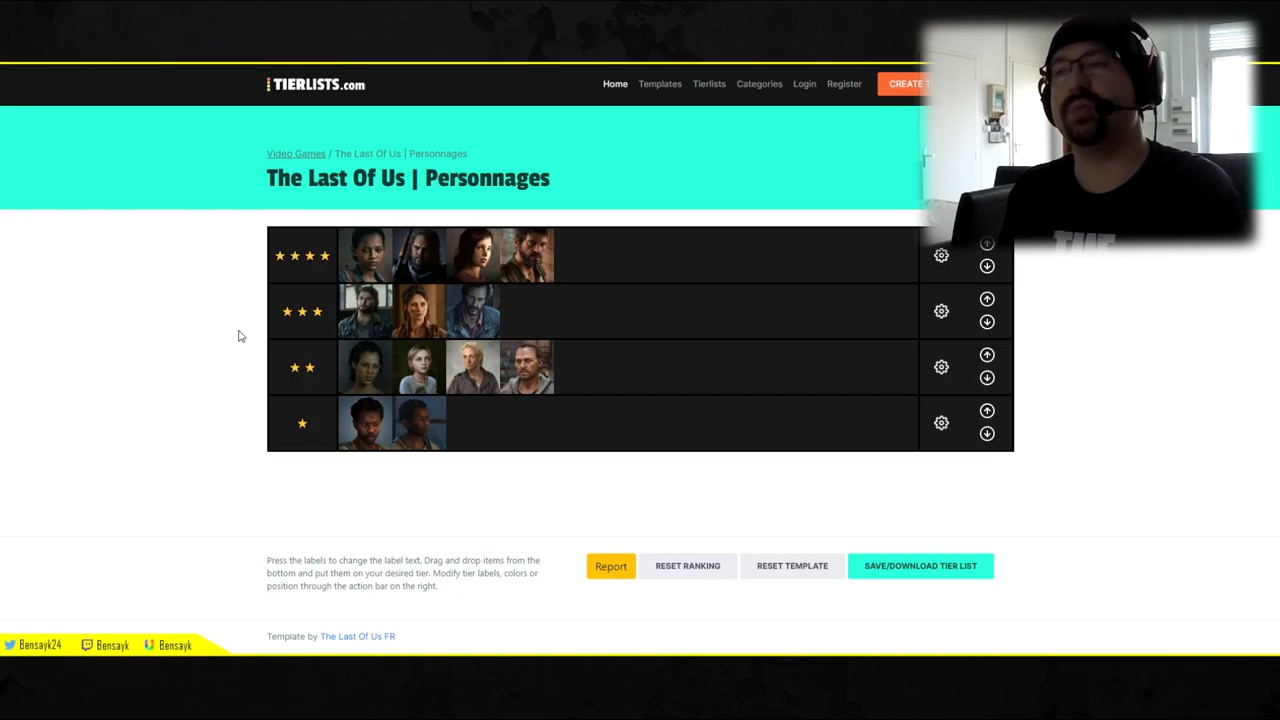 TIERLISTS.com
Home Templates Tierlists Categories Login Register CREATE
Video Games / The Last Of Us | Personnages
The Last Of Us | Personnages
THE
Press the labels to change the label text. Drag and drop items from the
bottom and put them on your desired tier. Modify tier labels, colors or
position through the action bar on the right.
Report RESET RANKING RESET TEMPLATE SAVE/DOWNLOAD TIER LIST
Template by The Last Of Us FR
Bensayk24 Bensayk Bensayk